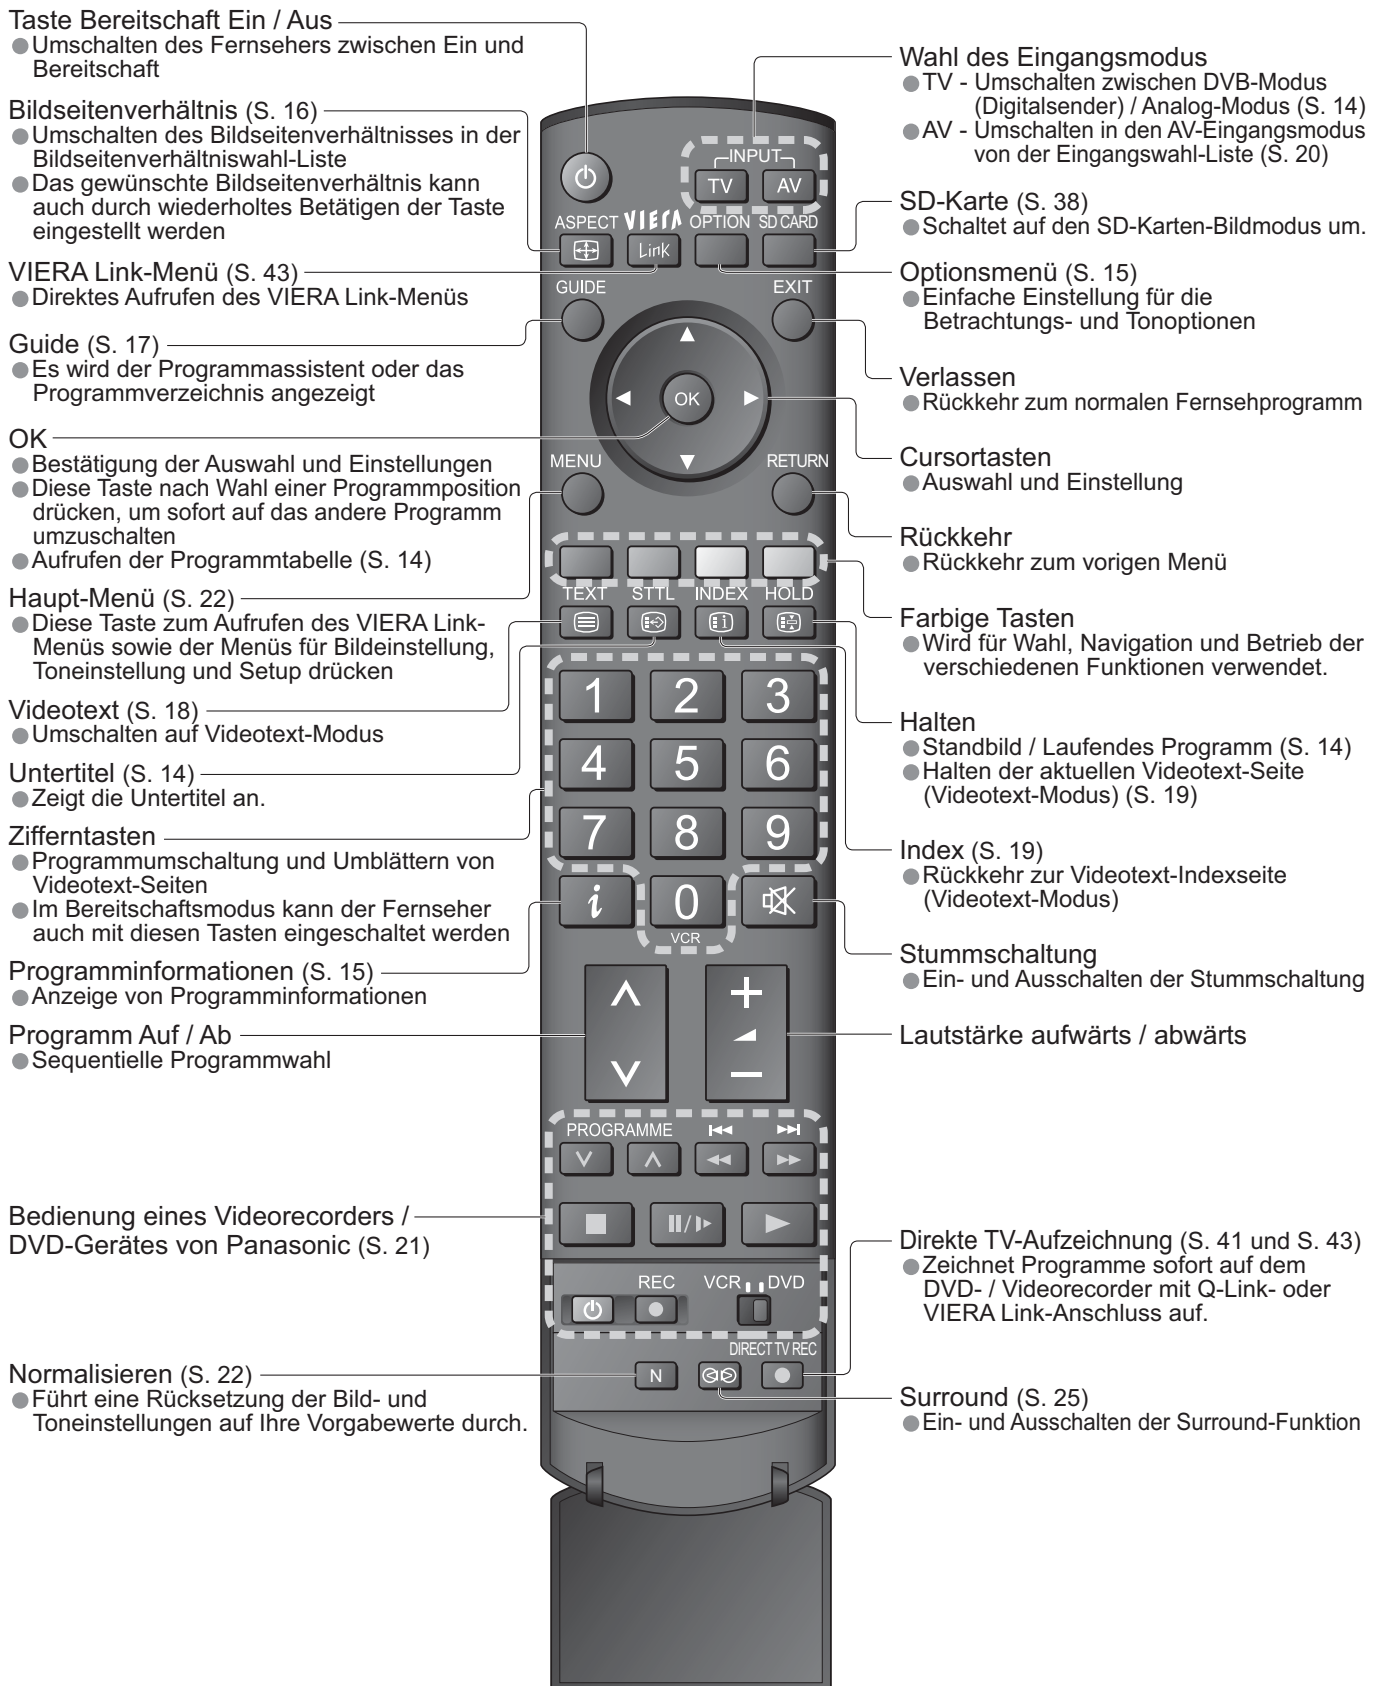 Taste Bereitschaft Ein / Aus
●Umschalten des Fernsehers zwischen Ein und
Bereitschaft
Bildseitenverhältnis (S. 16)
●Umschalten des Bildseitenverhältnisses in der
Bildseitenverhältniswahl-Liste
●Das gewünschte Bildseitenverhältnis kann
auch durch wiederholtes Betätigen der Taste
eingestellt werden
VIERA Link-Menü (S. 43)
●Direktes Aufrufen des VIERA Link-Menüs
Guide (S. 17)
●Es wird der Programmassistent oder das
Programmverzeichnis angezeigt
OK
●Bestätigung der Auswahl und Einstellungen
●Diese Taste nach Wahl einer Programmposition
drücken, um sofort auf das andere Programm
umzuschalten
●Aufrufen der Programmtabelle (S. 14)
Haupt-Menü (S. 22)
●Diese Taste zum Aufrufen des VIERA Link-
Menüs sowie der Menüs für Bildeinstellung,
Toneinstellung und Setup drücken
Videotext (S. 18)
●Umschalten auf Videotext-Modus
Untertitel (S. 14)
●Zeigt die Untertitel an.
Zifferntasten
●Programmumschaltung und Umblättern von
Videotext-Seiten
●Im Bereitschaftsmodus kann der Fernseher
auch mit diesen Tasten eingeschaltet werden
Programminformationen (S. 15)
●Anzeige von Programminformationen
Programm Auf / Ab
●Sequentielle Programmwahl
Bedienung eines Videorecorders /
DVD-Gerätes von Panasonic (S. 21)
Normalisieren (S. 22)
●Führt eine Rücksetzung der Bild- und
Toneinstellungen auf Ihre Vorgabewerte durch.
INPUT
TV AV
ASPECT VIERA OPTION SD CARD
Link
GUIDE EXIT
OK
MENU RETURN
TEXT STTL INDEX HOLD
1 2 3
4 5 6
7 8 9
i 0
VCR
PROGRAMME
REC VCR DVD
DIRECT TV REC
N
Wahl des Eingangsmodus
●TV - Umschalten zwischen DVB-Modus
(Digitalsender) / Analog-Modus (S. 14)
●AV - Umschalten in den AV-Eingangsmodus
von der Eingangswahl-Liste (S. 20)
SD-Karte (S. 38)
●Schaltet auf den SD-Karten-Bildmodus um.
Optionsmenü (S. 15)
●Einfache Einstellung für die
Betrachtungs- und Tonoptionen
Verlassen
●Rückkehr zum normalen Fernsehprogramm
Cursortasten
●Auswahl und Einstellung
Rückkehr
●Rückkehr zum vorigen Menü
Farbige Tasten
●Wird für Wahl, Navigation und Betrieb der
verschiedenen Funktionen verwendet.
Halten
●Standbild / Laufendes Programm (S. 14)
●Halten der aktuellen Videotext-Seite
(Videotext-Modus) (S. 19)
Index (S. 19)
●Rückkehr zur Videotext-Indexseite
(Videotext-Modus)
Stummschaltung
●Ein- und Ausschalten der Stummschaltung
Lautstärke aufwärts / abwärts
Direkte TV-Aufzeichnung (S. 41 und S. 43)
●Zeichnet Programme sofort auf dem
DVD- / Videorecorder mit Q-Link- oder
VIERA Link-Anschluss auf.
Surround (S. 25)
●Ein- und Ausschalten der Surround-Funktion